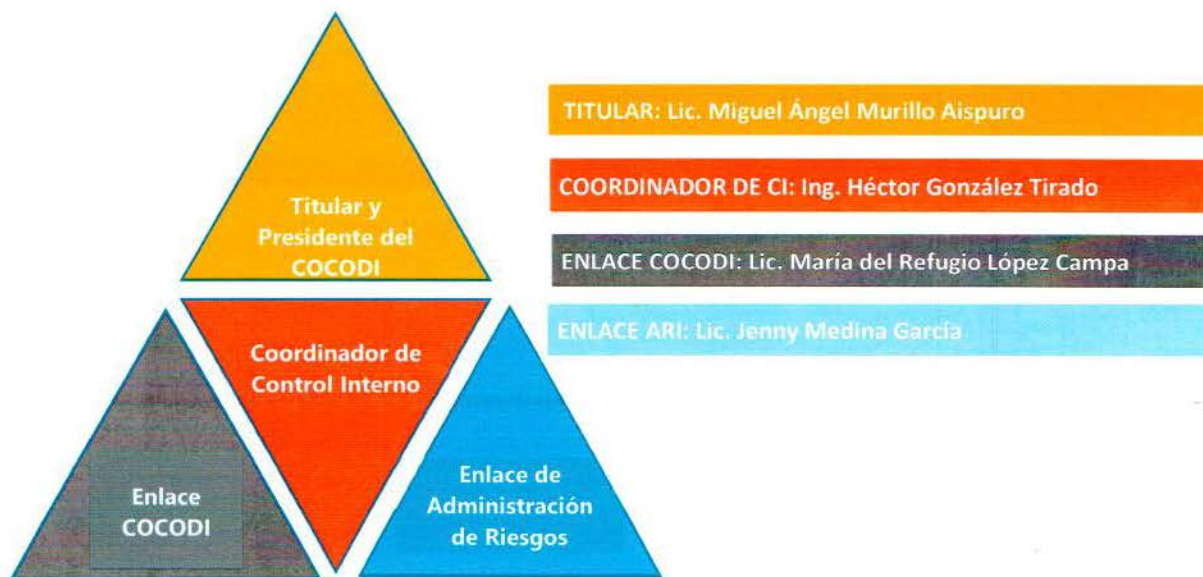 Titular y
Presidente del
COCODI
Coordinador de
Control Interno
Enlace
COCODI
Enlace de
Administración
de Riesgos
TITULAR: Lic. Miguel Ángel Murillo Aispuro
COORDINADOR DE CI: Ing. Héctor González Tirado
ENLACE COCODI: Lic. María del Refugio López Campa
ENLACE ARI: Lic. Jenny Medina García